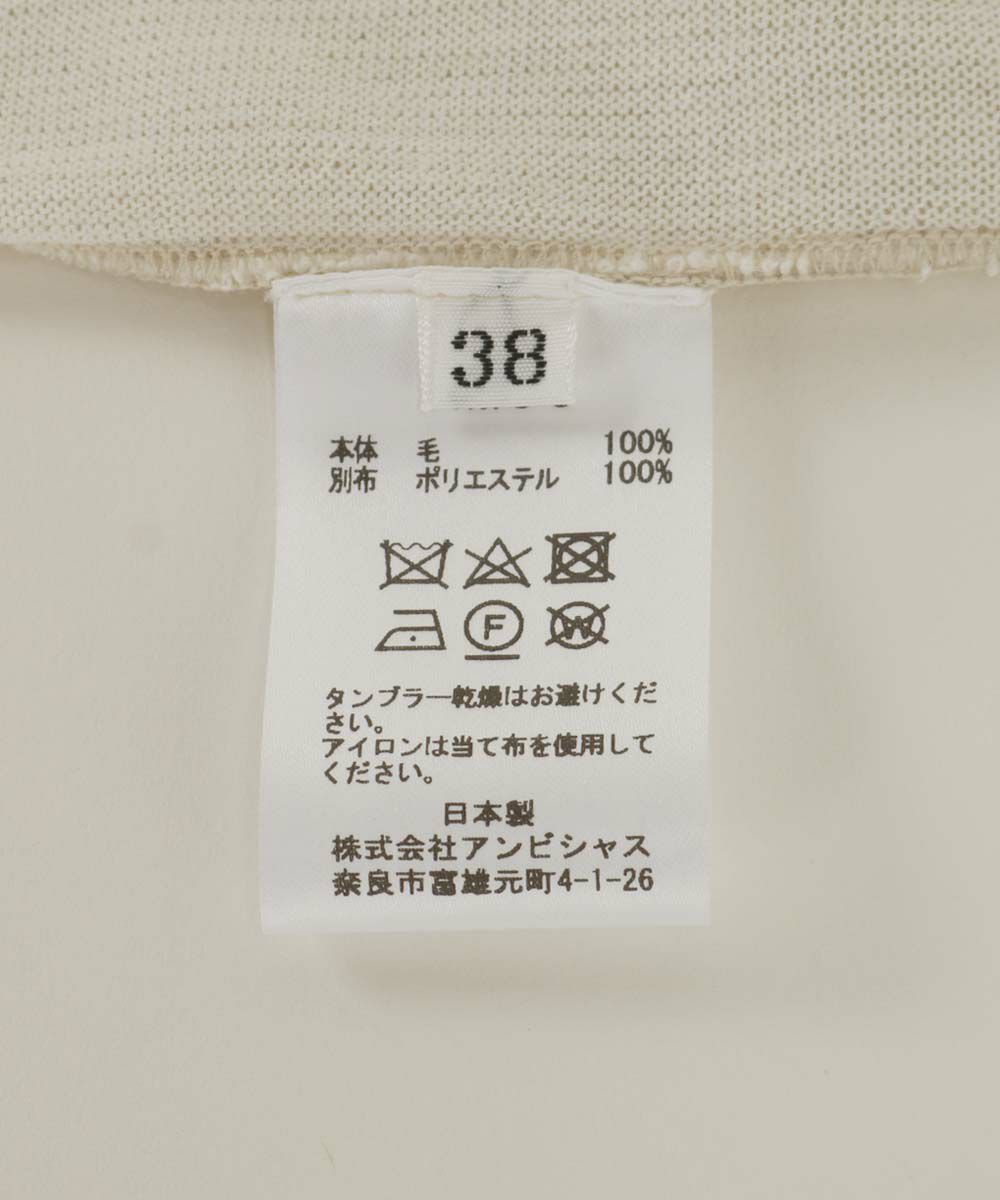 38
本体 毛 100%
別布 ポリエステル 100%
F
W
タンブラー乾燥はお避けくだ
さい。
アイロンは当て布を使用して
ください。
日本製
株式会社アンビシャス
奈良市富雄元町4-1-26